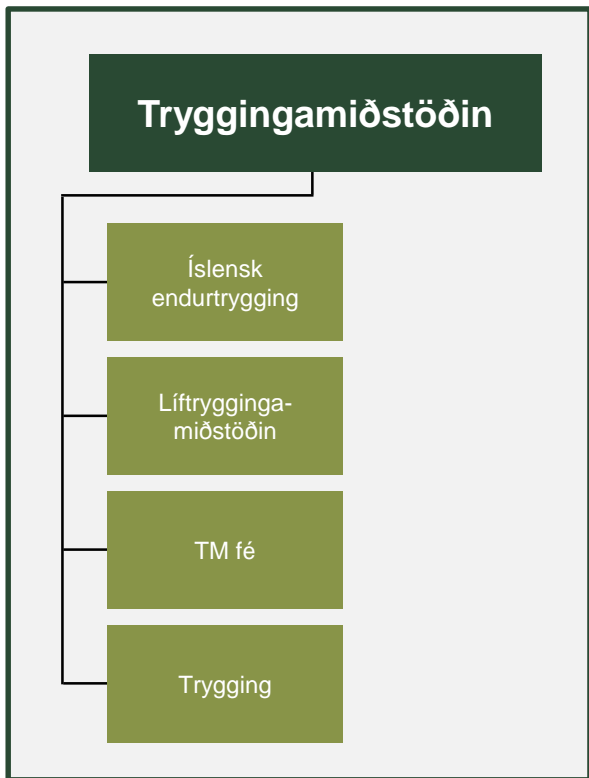 Tryggingamiðstöðin
Íslensk
endurtrygging
Líftrygginga-
miðstöðin
TM fé
Trygging